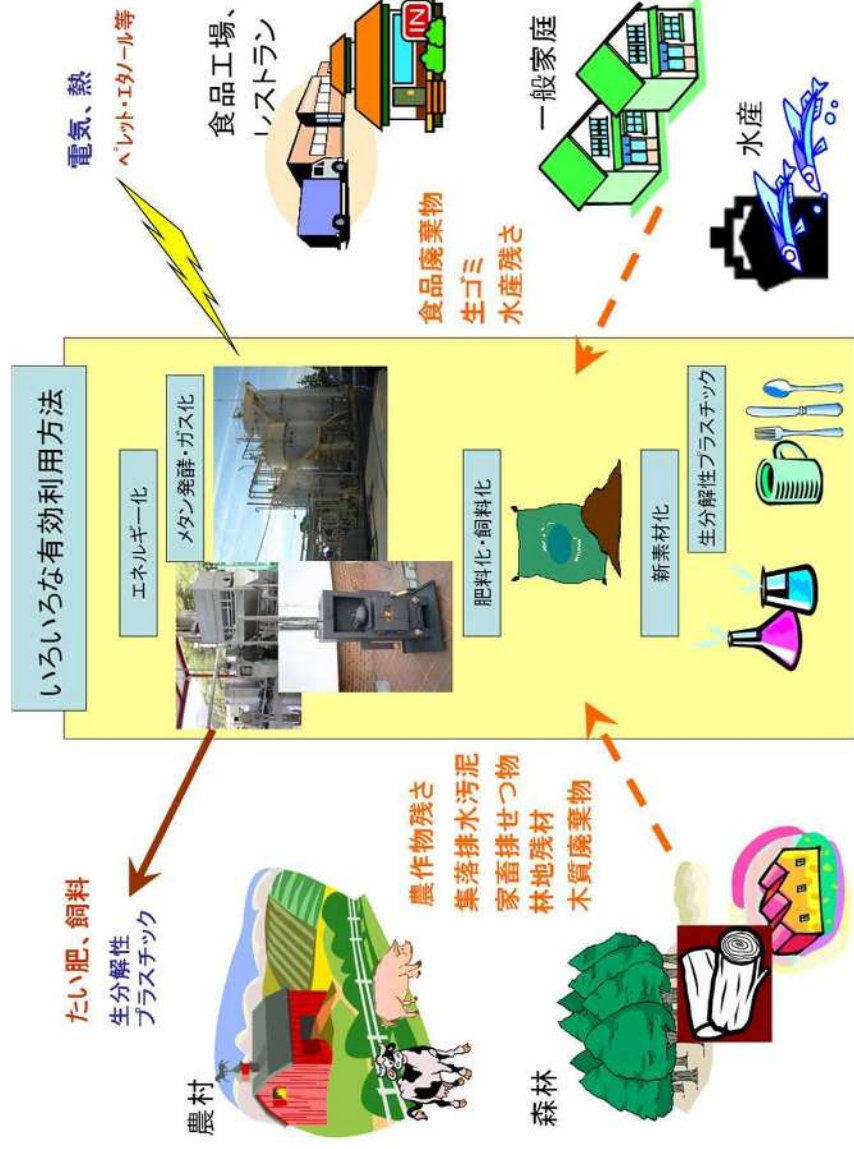 いろいろな有効利用方法
たい肥、飼料
生分解性
プラスチック
農村
農作物残さ
集落排水汚泥
家畜排せつ物
林地残材
木質廃棄物
森林
エネルギー化
メタン発酵・ガス化
肥料化・飼料化
新素材化
生分解性プラスチック
電気、熱
ペレット・エタノール等
食品工場、
レストラン
IN
食品廃棄物
生ゴミ
水産残さ
一般家庭
水産